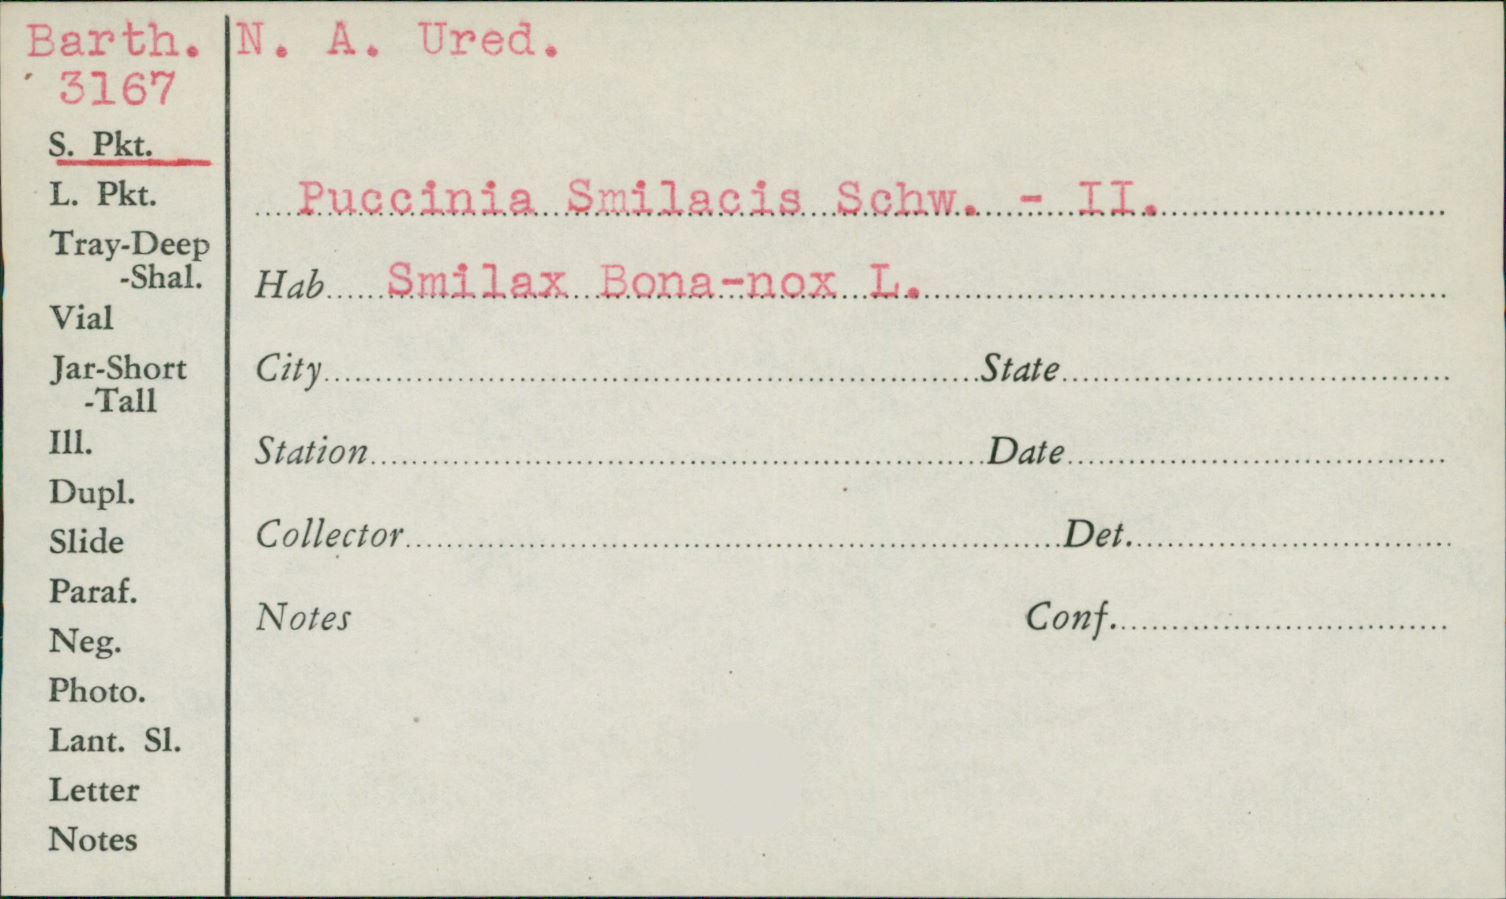 Barth. N. A. Ured.
3167
S. Pkt.
L. Pkt.
Tray-Deep
-Shal.
Vial
Jar-Short
-Tall
Ill.
Dupl.
Slide
Paraf.
Neg.
Photo.
Lant. Sl.
Letter
Notes
Puccinia Smilacis Schw. - II.
Hab. Smilax Bona-nox L.
City State
Station Date
Collector Det.
Notes Conf.